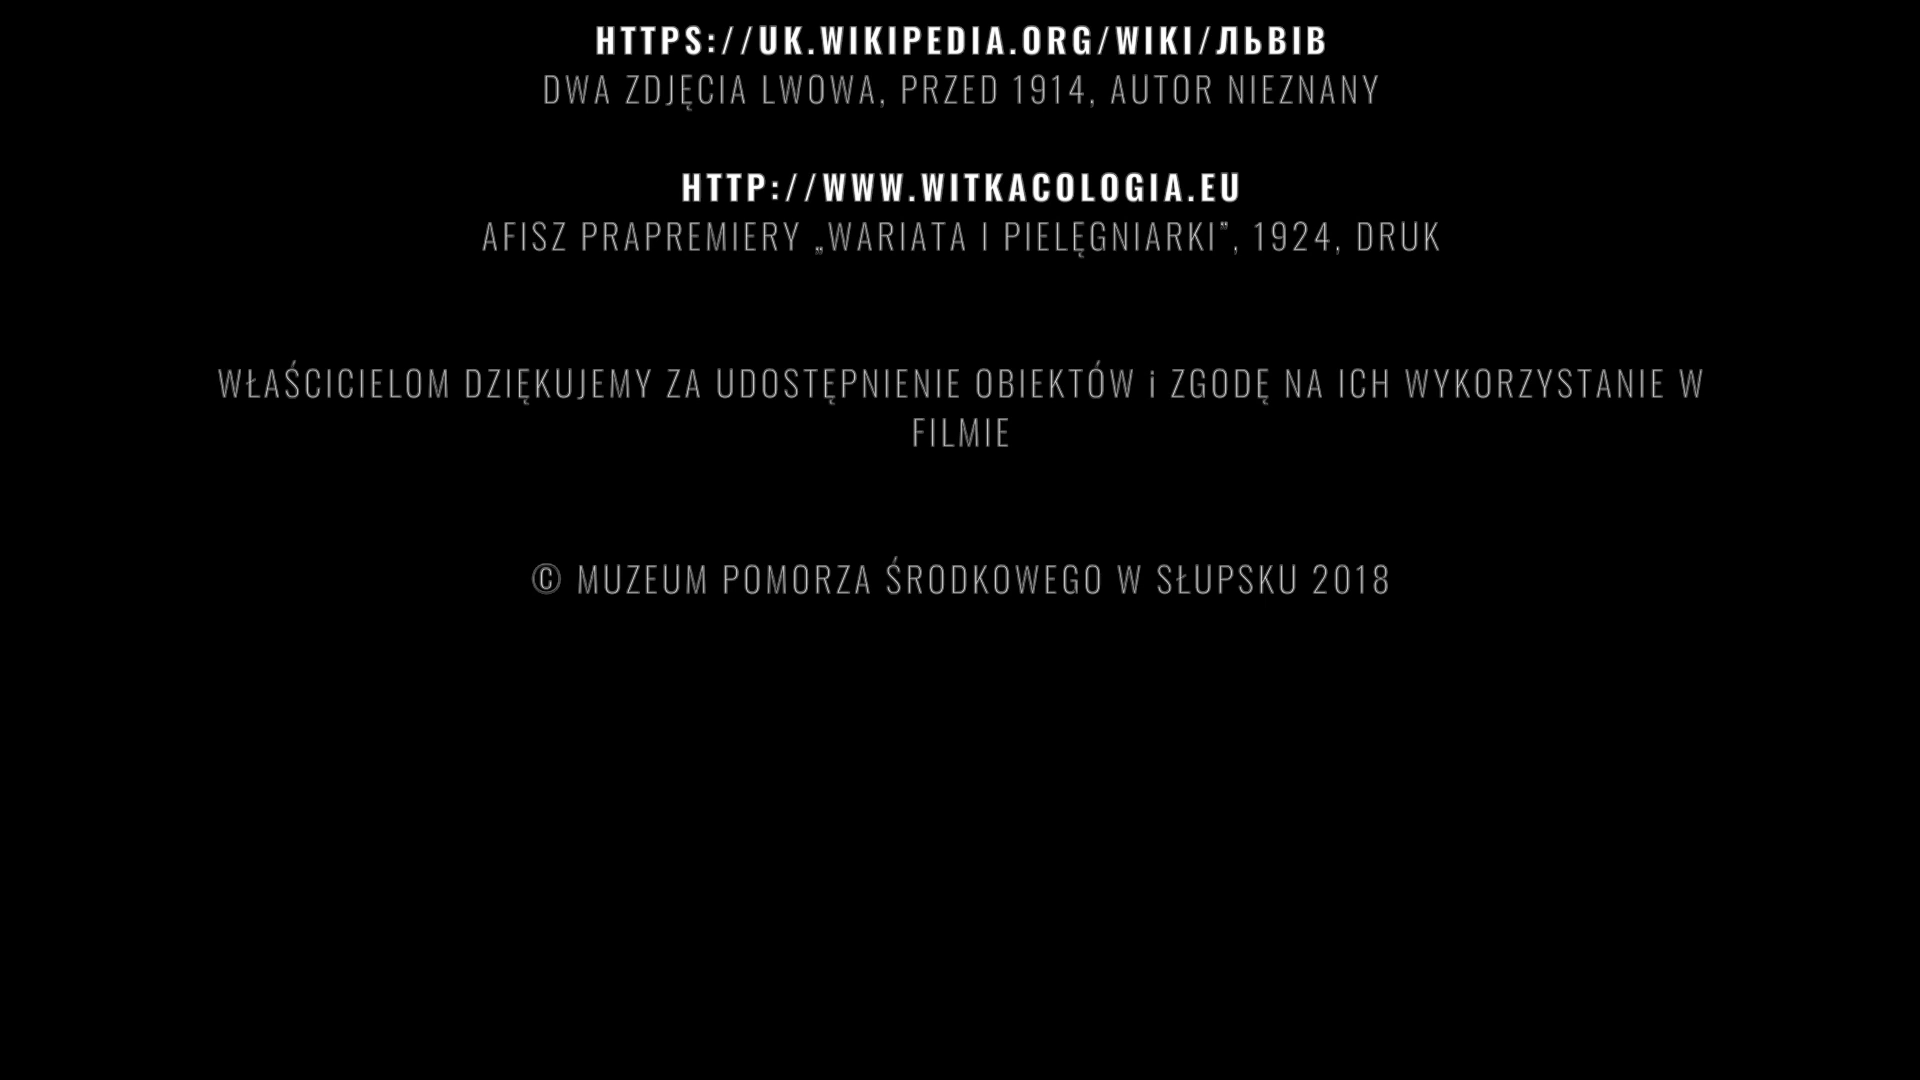 HTTPS://UK.WIKIPEDIA.ORG/WIKI/ЛЬВІВ
DWA ZDJĘCIA LWOWA, PRZED 1914, AUTOR NIEZNANY
HTTP://WWW.WITKACOLOGIA.EU
AFISZ PRAPREMIERY „WARIATA I PIELĘGNIARKI”, 1924, DRUK
WŁAŚCICIELOM DZIĘKUJEMY ZA UDOSTĘPNIENIE OBIEKTÓW i ZGODĘ NA ICH WYKORZYSTANIE W
FILMIE
© MUZEUM POMORZA ŚRODKOWEGO W SŁUPSKU 2018